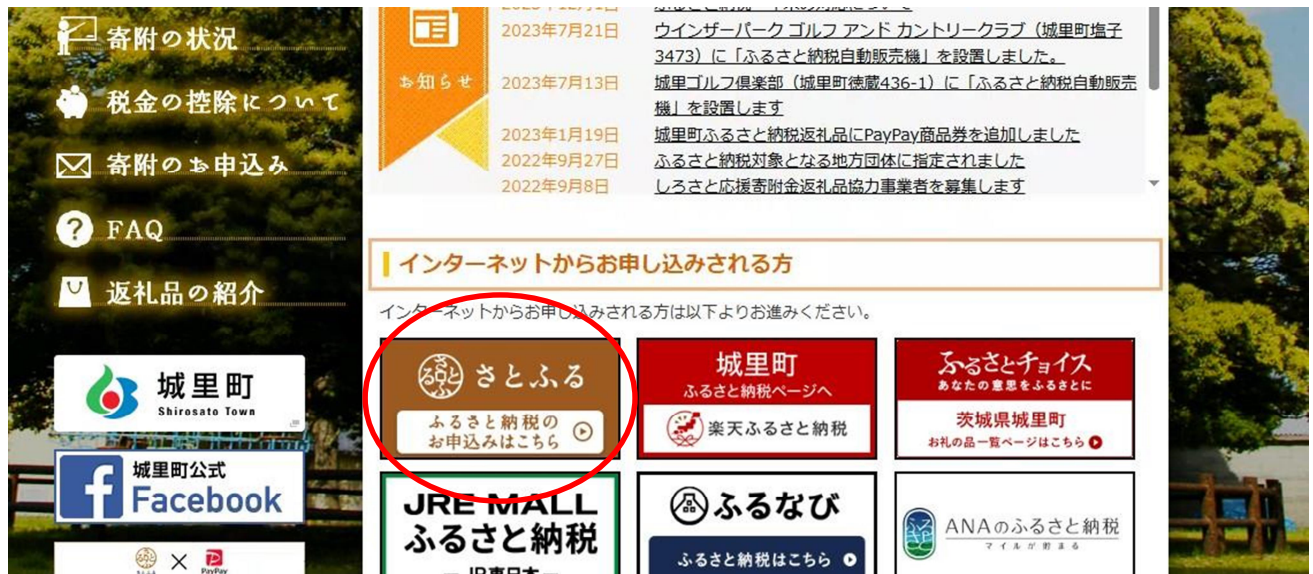 寄附の状況
税金の控除について
寄附のお申込み
FAQ
返礼品の紹介
城里町
Shirosato Town
城里町公式
Facebook
×
PayPay
お知らせ
2023年7月21日 ウインザーパーク ゴルフ アンド カントリークラブ（城里町塩子
3473）に「ふるさと納税自動販売機」を設置しました。
2023年7月13日 城里ゴルフ倶楽部（城里町徳蔵436-1）に「ふるさと納税自動販売
機」を設置します
2023年1月19日 城里町ふるさと納税返礼品にPayPay商品券を追加しました
2022年9月27日 ふるさと納税対象となる地方団体に指定されました
2022年9月8日 しろさと応援寄附金返礼品協力事業者を募集します
インターネットからお申し込みされる方
インターネットからお申し込みされる方は以下よりお進みください。
さとふる
ふるさと納税の
お申込みはこちら
城里町
ふるさと納税ページへ
楽天ふるさと納税
ふるさとチョイス
あなたの意思をふるさとに
茨城県城里町
お礼の品一覧ページはこちら
JRE MALL
ふるさと納税
JR東日本
ふるなび
ふるさと納税はこちら
ANAのふるさと納税
マイルが貯まる